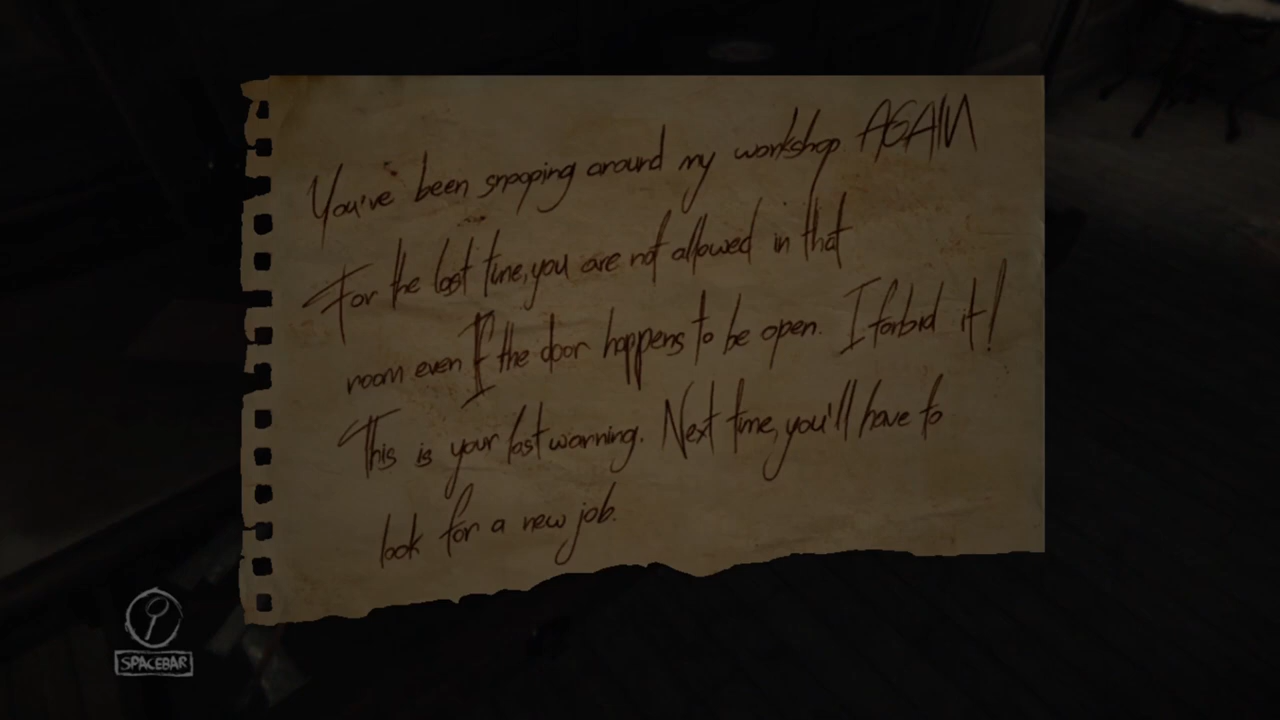 You've been snooping around my workshop AGAIN
For the last time, you are not allowed in that
room even If the door happens to be open. I forbid it!
This is your last warning. Next time, you'll have to
look for a new job.
SPACEBAR